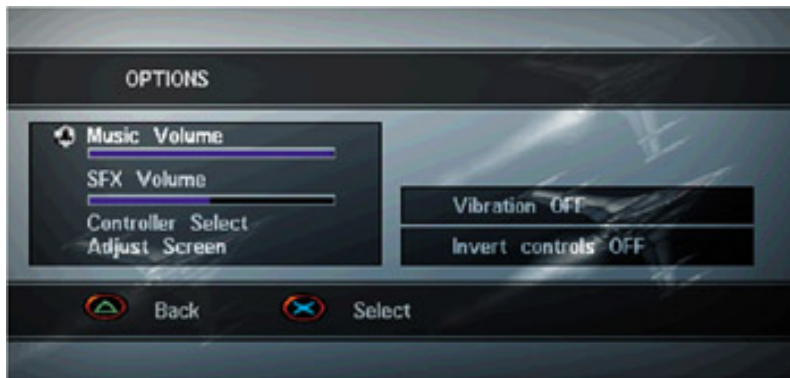 OPTIONS
Music Volume
SFX Volume
Controller Select
Adjust Screen
Vibration OFF
Invert controls OFF
Back
Select